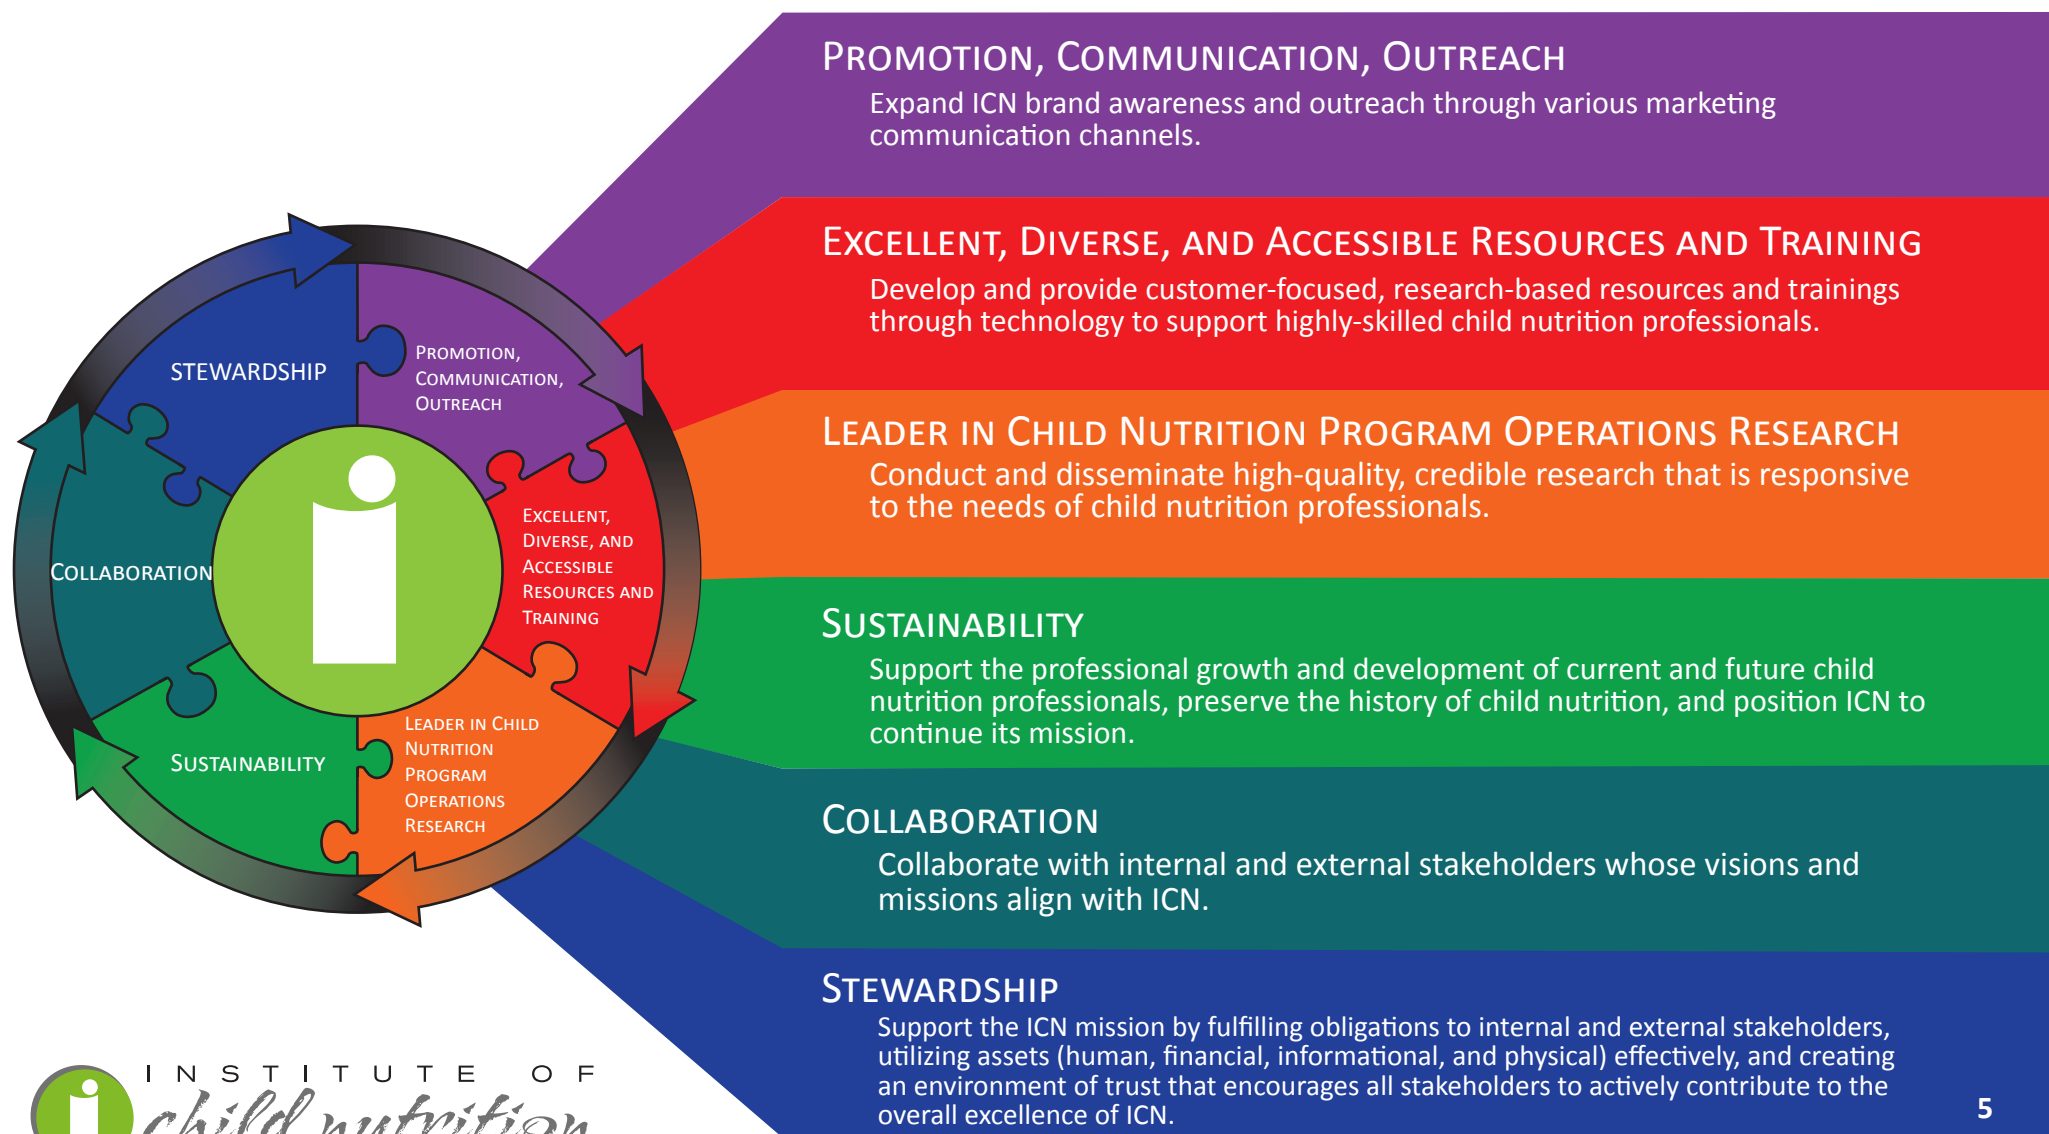 PROMOTION, COMMUNICATION, OUTREACH
Expand ICN brand awareness and outreach through various marketing
communication channels.
EXCELLENT, DIVERSE, AND ACCESSIBLE RESOURCES AND TRAINING
Develop and provide customer-focused, research-based resources and trainings
through technology to support highly-skilled child nutrition professionals.
LEADER IN CHILD NUTRITION PROGRAM OPERATIONS RESEARCH
Conduct and disseminate high-quality, credible research that is responsive
to the needs of child nutrition professionals.
SUSTAINABILITY
Support the professional growth and development of current and future child
nutrition professionals, preserve the history of child nutrition, and position ICN to
continue its mission.
COLLABORATION
Collaborate with internal and external stakeholders whose visions and
missions align with ICN.
STEWARDSHIP
Support the ICN mission by fulfilling obligations to internal and external stakeholders,
utilizing assets (human, financial, informational, and physical) effectively, and creating
an environment of trust that encourages all stakeholders to actively contribute to the
overall excellence of ICN.
STEWARDSHIP
PROMOTION,
COMMUNICATION,
OUTREACH
EXCELLENT,
DIVERSE, AND
ACCESSIBLE
RESOURCES AND
TRAINING
LEADER IN CHILD
NUTRITION
PROGRAM
OPERATIONS
RESEARCH
SUSTAINABILITY
COLLABORATION
i
i
INSTITUTE OF
child nutrition
5